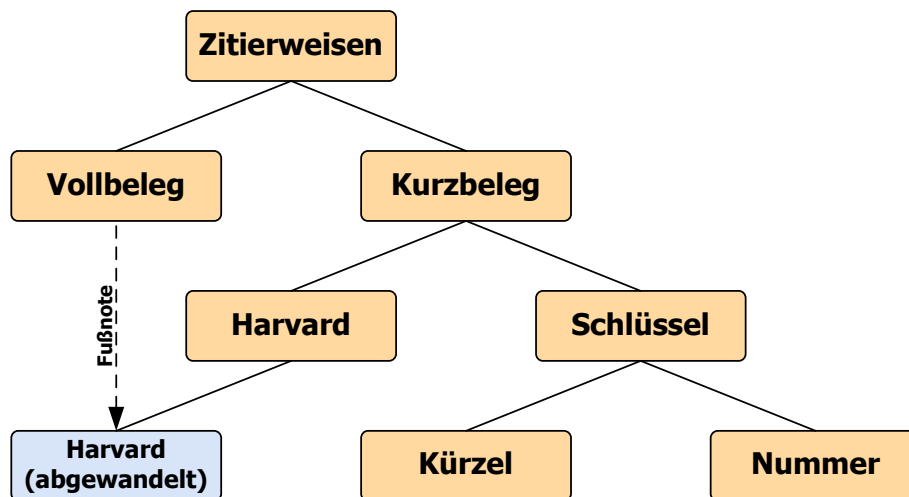 Zitierweisen
Vollbeleg
Kurzbeleg
Fußnote
Harvard
Schlüssel
Harvard
(abgewandelt)
Kürzel
Nummer